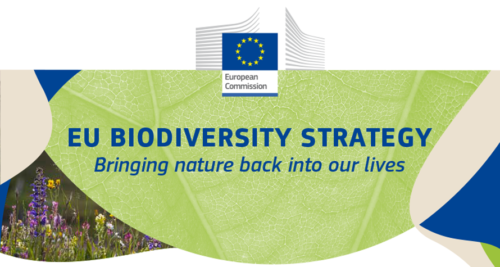 European
Commission
EU BIODIVERSITY STRATEGY
Bringing nature back into our lives